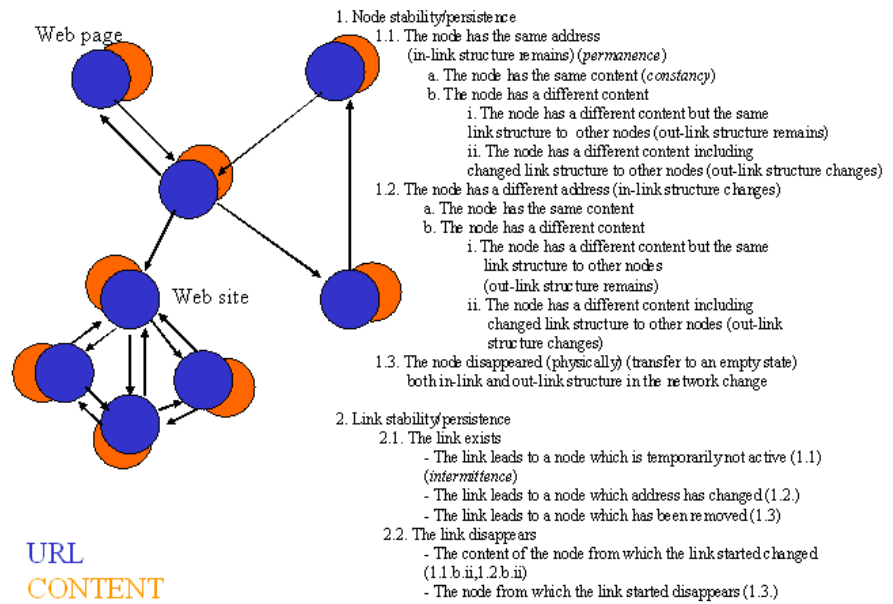 Web page
Web site
URL
CONTENT
1. Node stability/persistence
1.1. The node has the same address
(in-link structure remains) (permanence)
a. The node has the same content (constancy)
b. The node has a different content
i. The node has a different content but the same
link structure to other nodes (out-link structure remains)
ii. The node has a different content including
changed link structure to other nodes (out-link structure changes)
1.2. The node has a different address (in-link structure changes)
a. The node has the same content
b. The node has a different content
i. The node has a different content but the same
link structure to other nodes
(out-link structure remains)
ii. The node has a different content including
changed link structure to other nodes (out-link
structure changes)
1.3. The node disappeared (physically) (transfer to an empty state)
both in-link and out-link structure in the network change
2. Link stability/persistence
2.1. The link exists
- The link leads to a node which is temporarily not active (1.1)
(intermittence)
- The link leads to a node which address has changed (1.2.)
- The link leads to a node which has been removed (1.3)
2.2. The link disappears
- The content of the node from which the link started changed
(1.1.b.ii,1.2.b.ii)
- The node from which the link started disappears (1.3.)